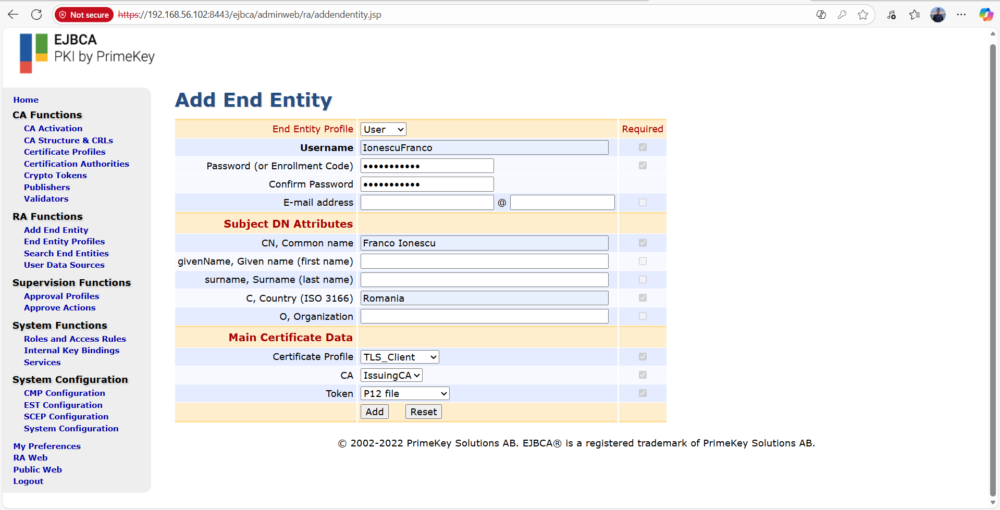 Not secure https://192.168.56.102:8443/ejbca/adminweb/ra/addendentity.jsp
EJBCA
PKI by PrimeKey
Home
CA Functions
CA Activation
CA Structure & CRLs
Certificate Profiles
Certification Authorities
Crypto Tokens
Publishers
Validators
RA Functions
Add End Entity
End Entity Profiles
Search End Entities
User Data Sources
Supervision Functions
Approval Profiles
Approve Actions
System Functions
Roles and Access Rules
Internal Key Bindings
Services
System Configuration
CMP Configuration
EST Configuration
SCEP Configuration
System Configuration
My Preferences
RA Web
Public Web
Logout
Add End Entity
End Entity Profile User Required
Username IonescuFranco
Password (or Enrollment Code) •••••••••••
Confirm Password •••••••••••
E-mail address @
Subject DN Attributes
CN, Common name Franco Ionescu
givenName, Given name (first name)
surname, Surname (last name)
C, Country (ISO 3166) Romania
O, Organization
Main Certificate Data
Certificate Profile TLS_Client
CA IssuingCA
Token P12 file
Add Reset
© 2002-2022 PrimeKey Solutions AB. EJBCA® is a registered trademark of PrimeKey Solutions AB.